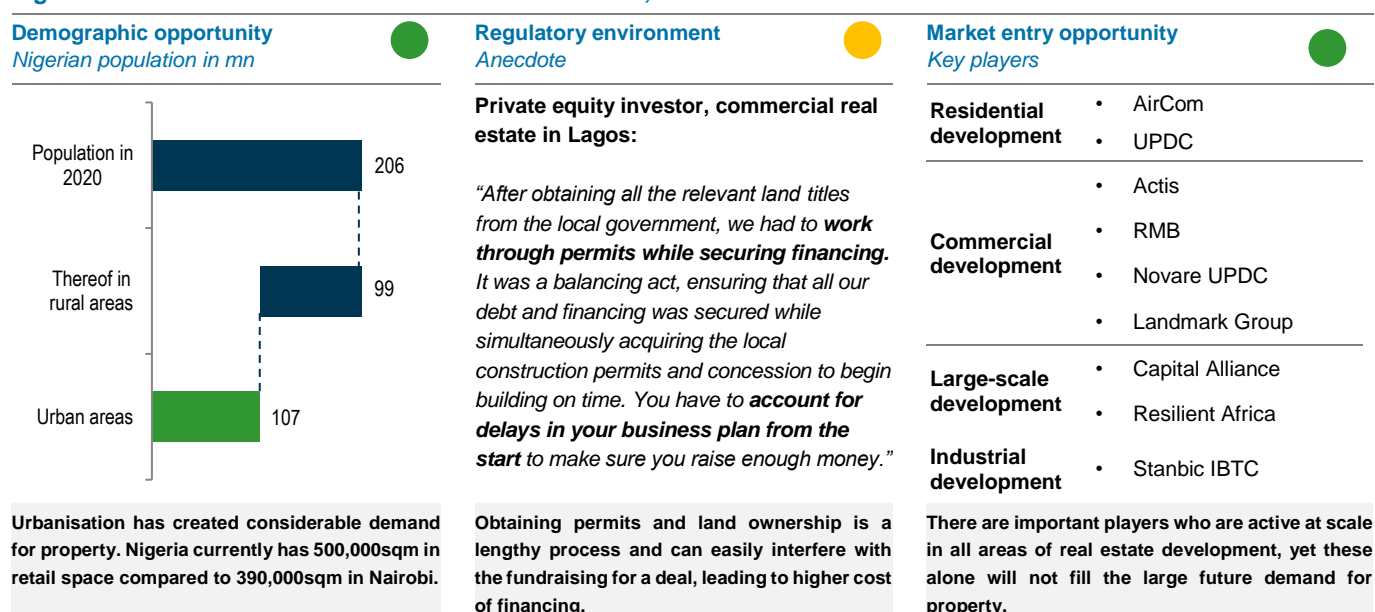 Demographic opportunity
Nigerian population in mn
Population in
2020
206
Thereof in
rural areas
99
Urban areas
107
Urbanisation has created considerable demand
for property. Nigeria currently has 500,000sqm in
retail space compared to 390,000sqm in Nairobi.
Regulatory environment
Anecdote
Private equity investor, commercial real
estate in Lagos:
“After obtaining all the relevant land titles
from the local government, we had to work
through permits while securing financing.
It was a balancing act, ensuring that all our
debt and financing was secured while
simultaneously acquiring the local
construction permits and concession to begin
building on time. You have to account for
delays in your business plan from the
start to make sure you raise enough money.”
Obtaining permits and land ownership is a
lengthy process and can easily interfere with
the fundraising for a deal, leading to higher cost
of financing.
Market entry opportunity
Key players
Residential
development
• AirCom
• UPDC
Commercial
development
• Actis
• RMB
• Novare UPDC
• Landmark Group
Large-scale
development
• Capital Alliance
• Resilient Africa
Industrial
development
• Stanbic IBTC
There are important players who are active at scale
in all areas of real estate development, yet these
alone will not fill the large future demand for
property.